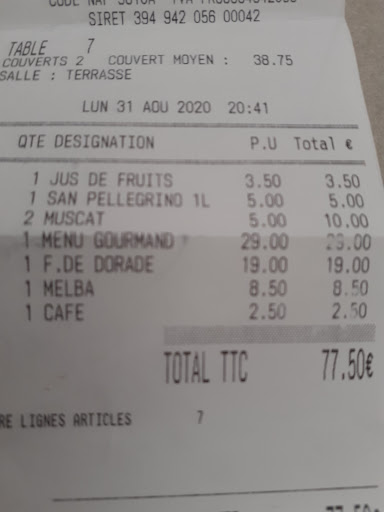 SIRET 394 942 056 00042
TABLE 7
COUVERTS 2 COUVERT MOYEN : 38.75
SALLE : TERRASSE
LUN 31 AOU 2020 20:41
QTE DESIGNATION P.U Total €
1 JUS DE FRUITS 3.50 3.50
1 SAN PELLEGRINO 1L 5.00 5.00
2 MUSCAT 5.00 10.00
1 MENU GOURMAND 29.00 29.00
1 F.DE DORADE 19.00 19.00
1 MELBA 8.50 8.50
1 CAFE 2.50 2.50
TOTAL TTC 77.50€
RE LIGNES ARTICLES 7